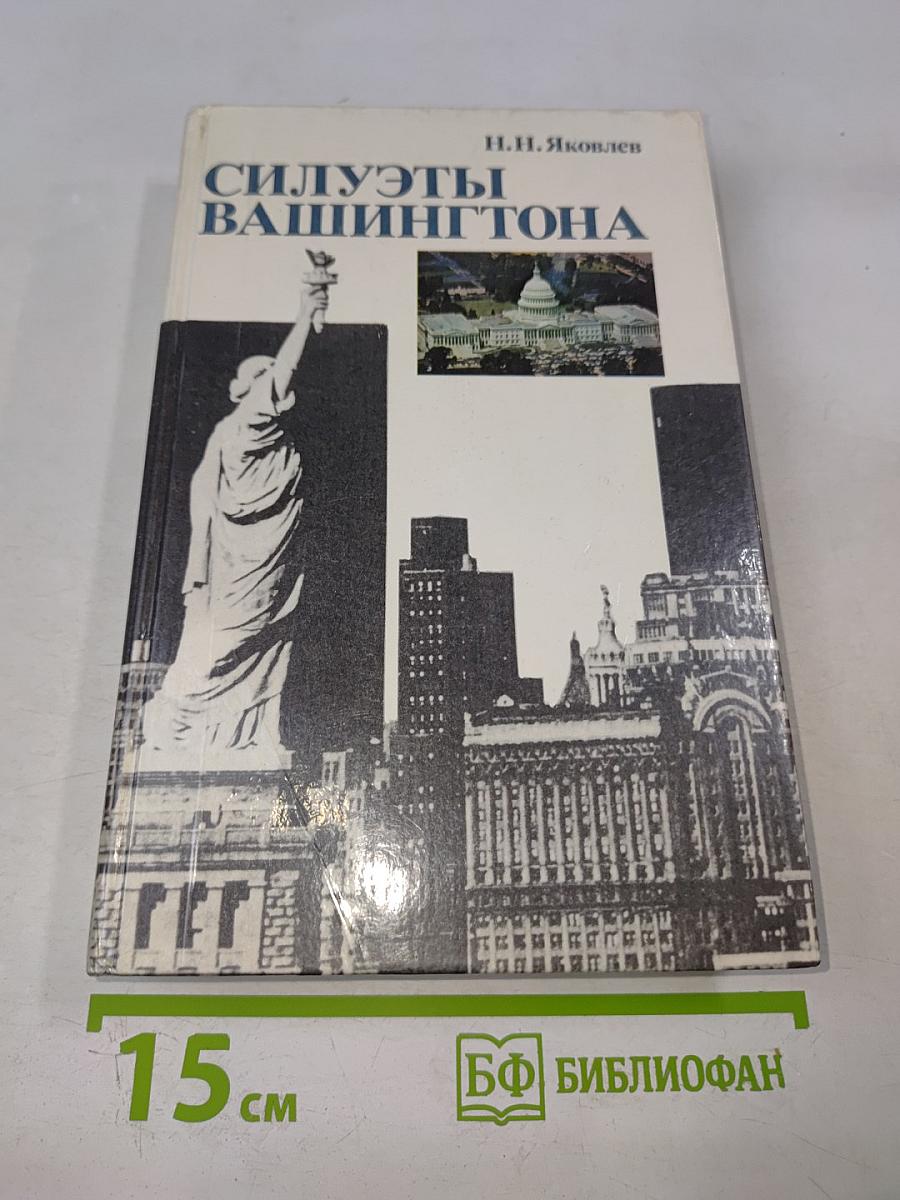 Н.Н.Яковлев
СИЛУЭТЫ
ВАШИНГТОНА
15 см
БФ БИБЛИОФАН